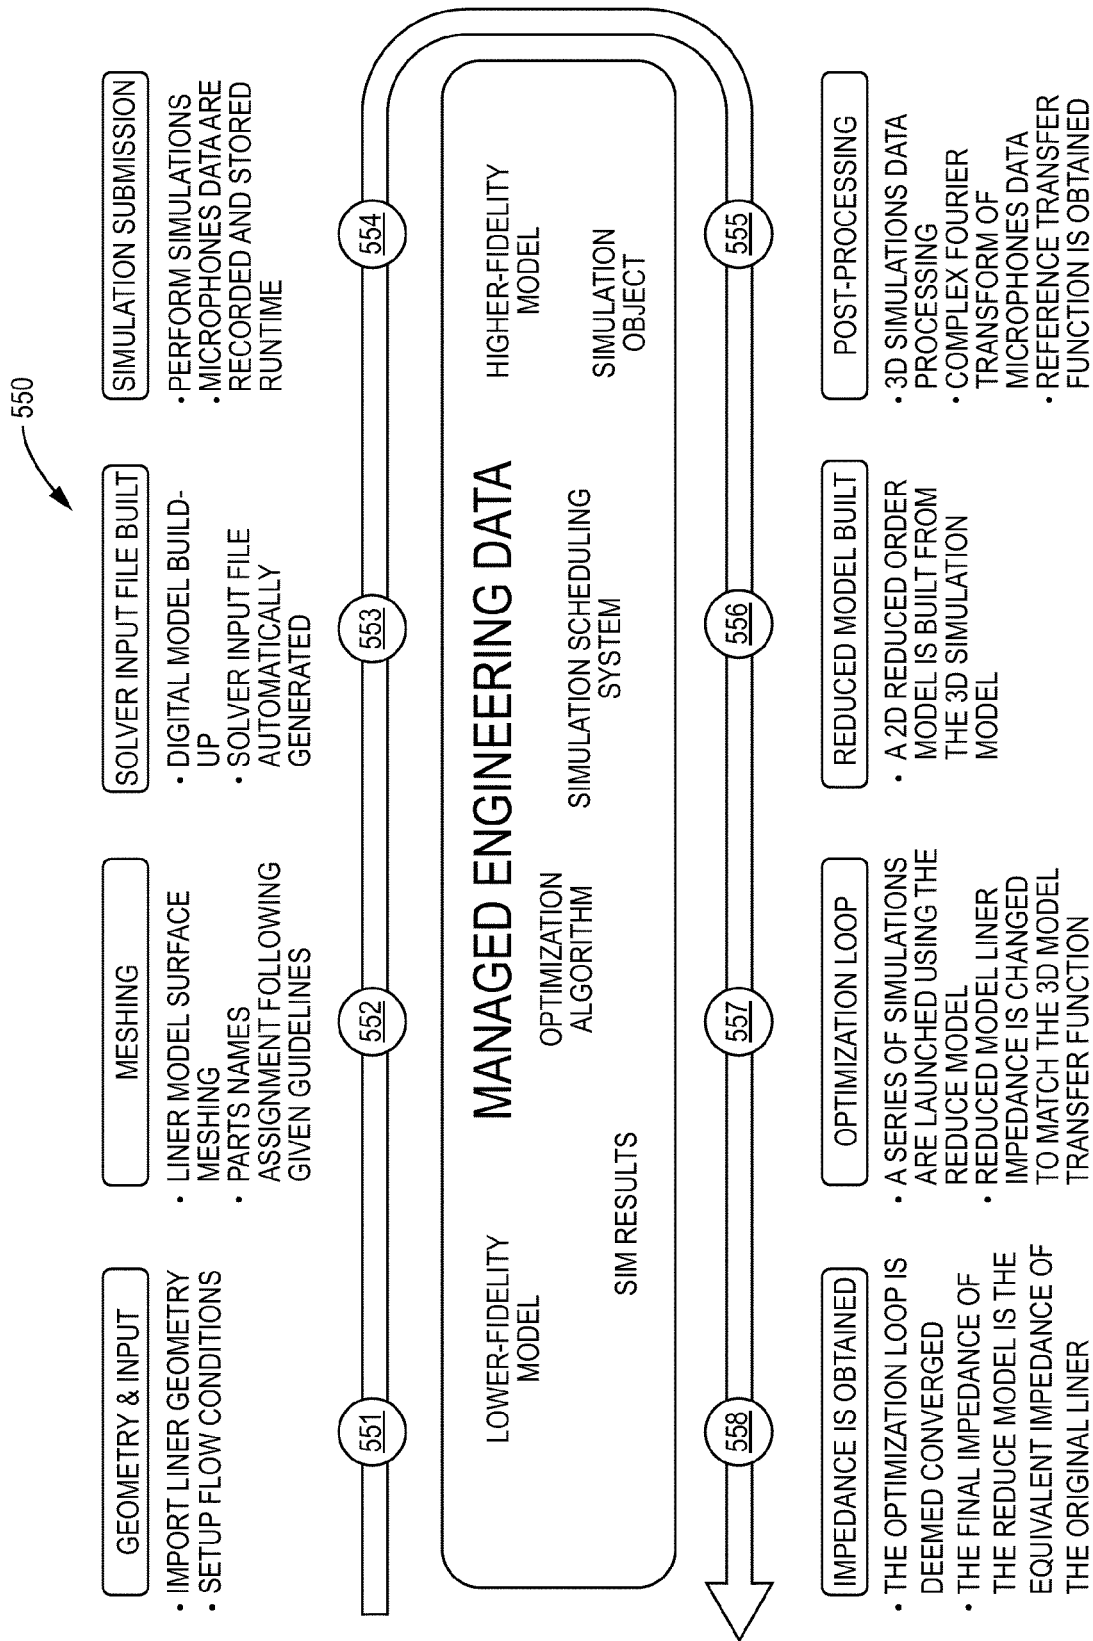 550
GEOMETRY & INPUT
• IMPORT LINER GEOMETRY
• SETUP FLOW CONDITIONS
MESHING
• LINER MODEL SURFACE
MESHING
• PARTS NAMES
ASSIGNMENT FOLLOWING
GIVEN GUIDELINES
SOLVER INPUT FILE BUILT
• DIGITAL MODEL BUILD-
UP
• SOLVER INPUT FILE
AUTOMATICALLY
GENERATED
SIMULATION SUBMISSION
• PERFORM SIMULATIONS
• MICROPHONES DATA ARE
RECORDED AND STORED
RUNTIME
551
552
553
554
MANAGED ENGINEERING DATA
LOWER-FIDELITY
MODEL
SIM RESULTS
OPTIMIZATION
ALGORITHM
SIMULATION SCHEDULING
SYSTEM
HIGHER-FIDELITY
MODEL
SIMULATION
OBJECT
558
557
556
555
IMPEDANCE IS OBTAINED
• THE OPTIMIZATION LOOP IS
DEEMED CONVERGED
• THE FINAL IMPEDANCE OF
THE REDUCE MODEL IS THE
EQUIVALENT IMPEDANCE OF
THE ORIGINAL LINER
OPTIMIZATION LOOP
• A SERIES OF SIMULATIONS
ARE LAUNCHED USING THE
REDUCE MODEL
• REDUCED MODEL LINER
IMPEDANCE IS CHANGED
TO MATCH THE 3D MODEL
TRANSFER FUNCTION
REDUCED MODEL BUILT
• A 2D REDUCED ORDER
MODEL IS BUILT FROM
THE 3D SIMULATION
MODEL
POST-PROCESSING
• 3D SIMULATIONS DATA
PROCESSING
• COMPLEX FOURIER
TRANSFORM OF
MICROPHONES DATA
• REFERENCE TRANSFER
FUNCTION IS OBTAINED